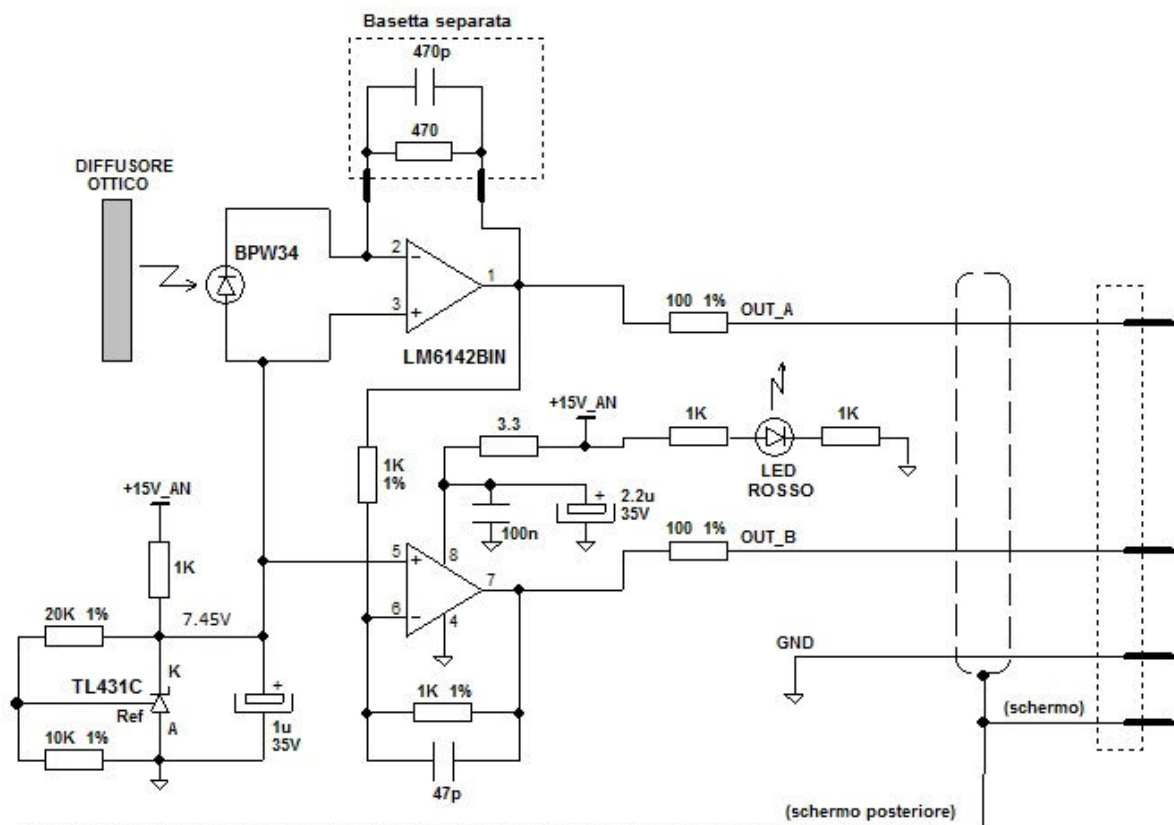 Basetta separata
470p
470
DIFFUSORE
OTTICO
BPW34
2
-
1
3
+
LM6142BIN
100 1%
OUT_A
+15V_AN
3.3
1K
1K
LED
ROSSO
1K
1%
+
2.2u
35V
100n
+15V_AN
1K
5
+
8
7
6
-
4
100 1%
OUT_B
20K 1%
7.45V
K
TL431C
Ref
A
+
1u
35V
10K 1%
1K 1%
47p
GND
(schermo)
(schermo posteriore)